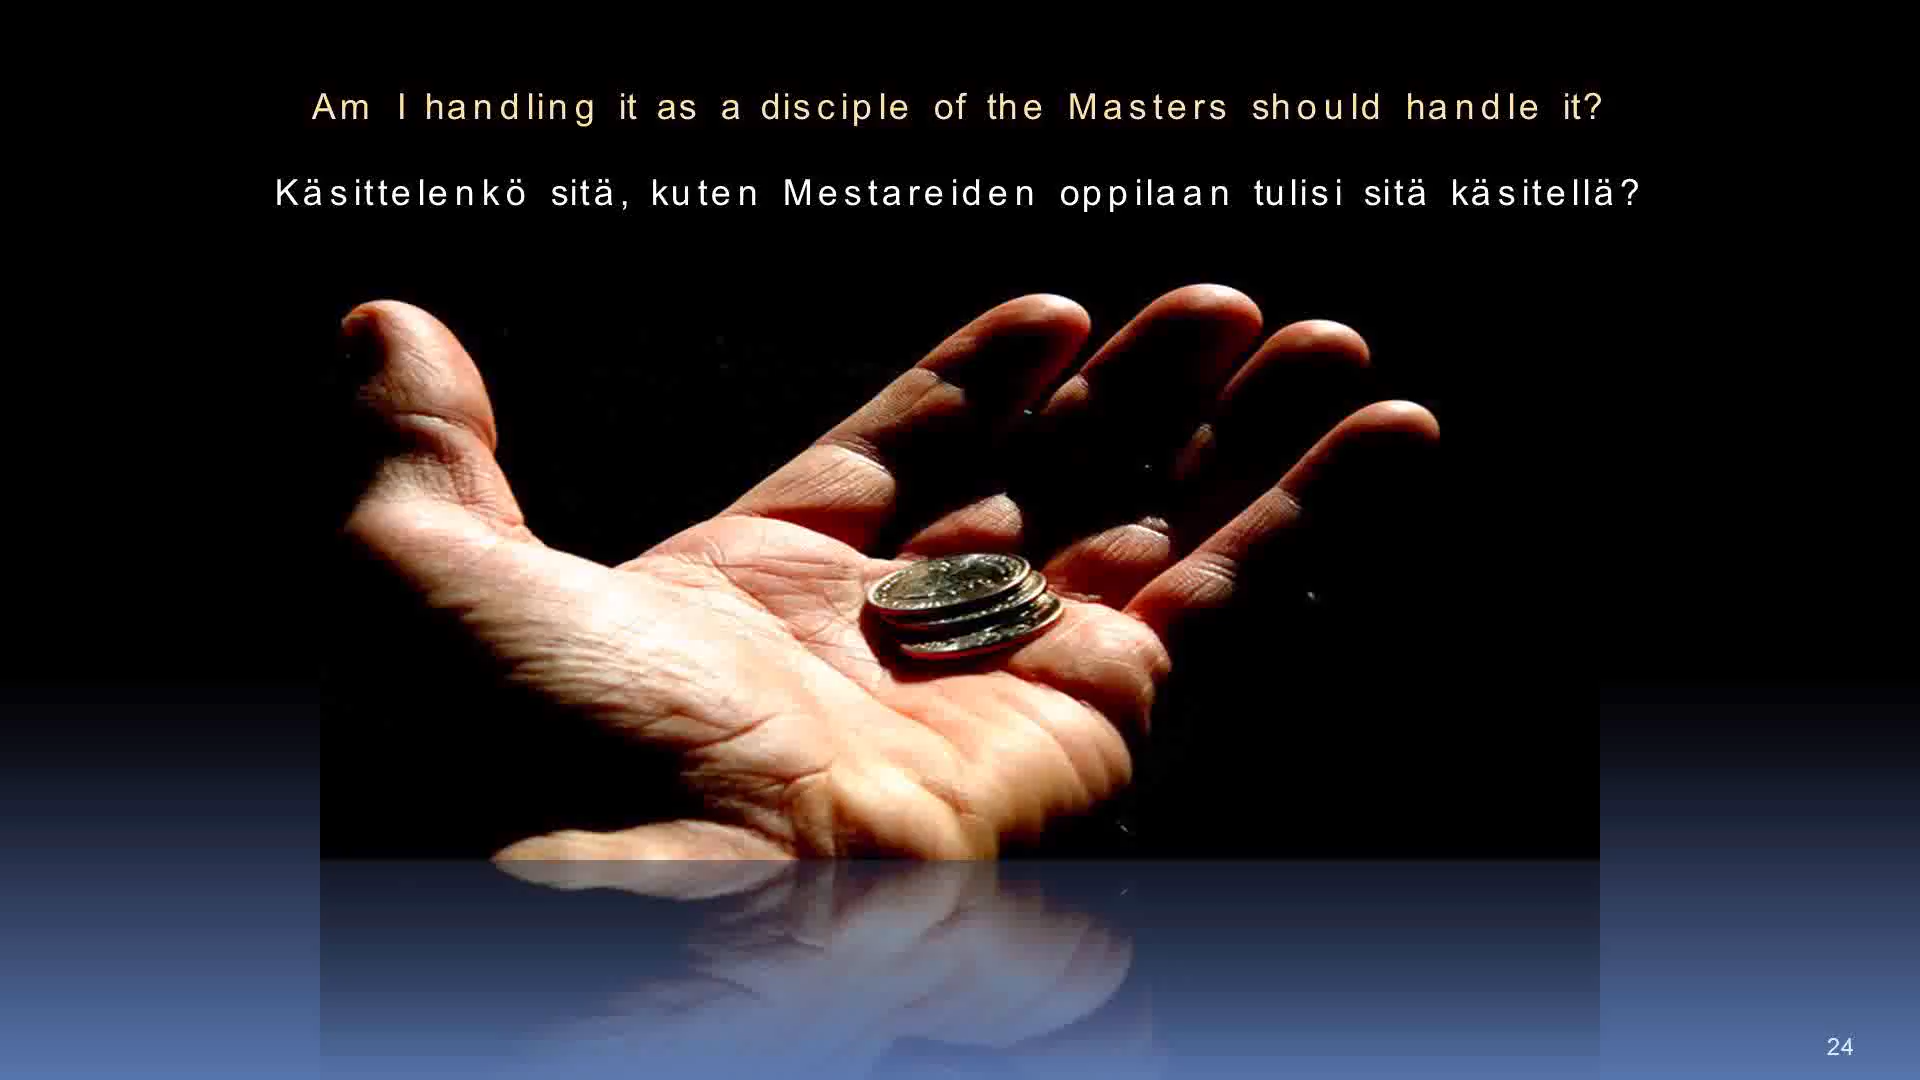 Am I handling it as a disciple of the Masters should handle it?
Käsittelenkö sitä, kuten Mestareiden oppilaan tulisi sitä käsitellä?
24